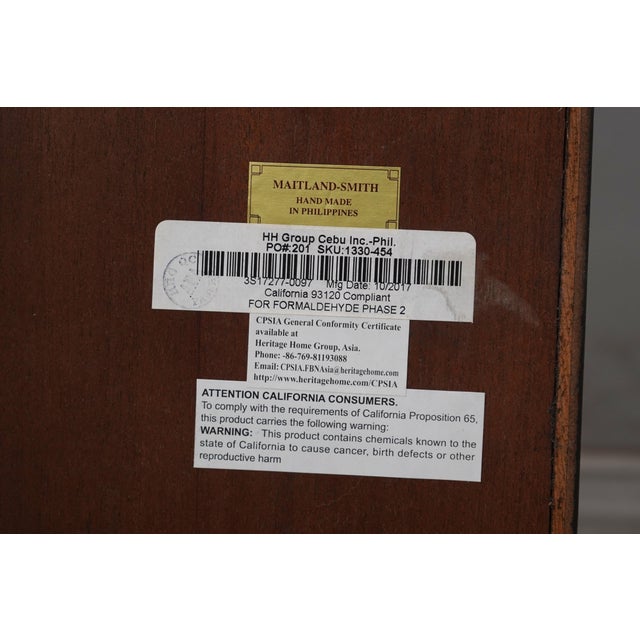 MAITLAND-SMITH
HAND MADE
IN PHILIPPINES
HH Group Cebu Inc.-Phil.
PO#:201 SKU:1330-454
3S17277-0097 Mfg Date: 10/2017
California 93120 Compliant
FOR FORMALDEHYDE PHASE 2
CPSIA General Conformity Certificate
available at
Heritage Home Group, Asia.
Phone: -86-769-81193088
Email: CPSIA.FBNAsia@heritagehome.com
http://www.heritagehome.com/CPSIA
ATTENTION CALIFORNIA CONSUMERS.
To comply with the requirements of California Proposition 65,
this product carries the following warning:
WARNING: This product contains chemicals known to the
state of California to cause cancer, birth defects or other
reproductive harm